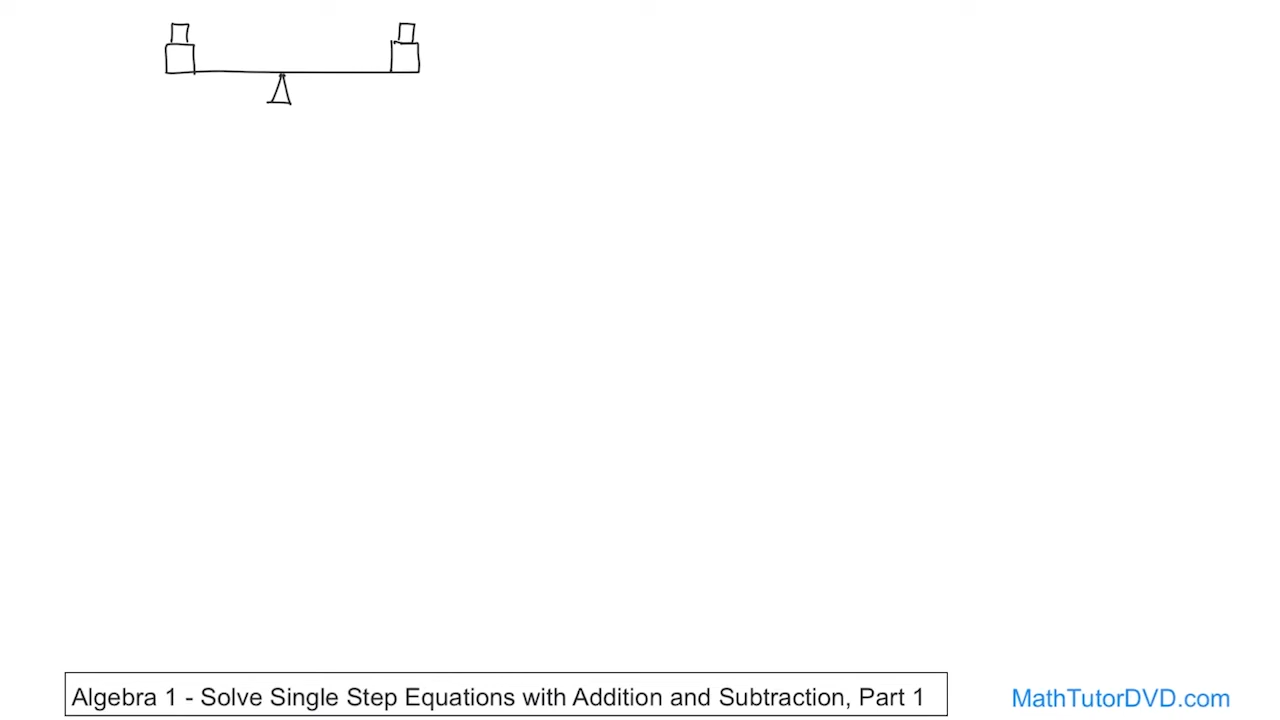 Algebra 1 - Solve Single Step Equations with Addition and Subtraction, Part 1
MathTutorDVD.com